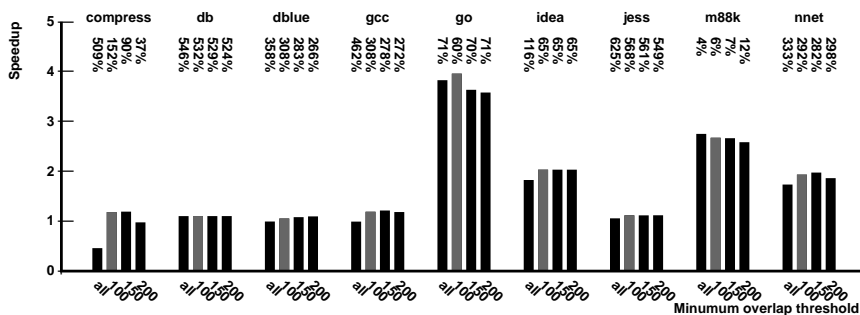 compress db dblue gcc go idea jess m88k nnet
Speedup
5
4
3
2
1
0
509% 152% 90% 37%
546% 532% 529% 524%
358% 308% 283% 266%
462% 308% 278% 272%
71% 60% 70% 71%
116% 65% 65% 65%
625% 568% 561% 549%
4% 6% 7% 12%
333% 292% 282% 298%
all 100 150 200
all 100 150 200
all 100 150 200
all 100 150 200
all 100 150 200
all 100 150 200
all 100 150 200
all 100 150 200
all 100 150 200
Minumum overlap threshold